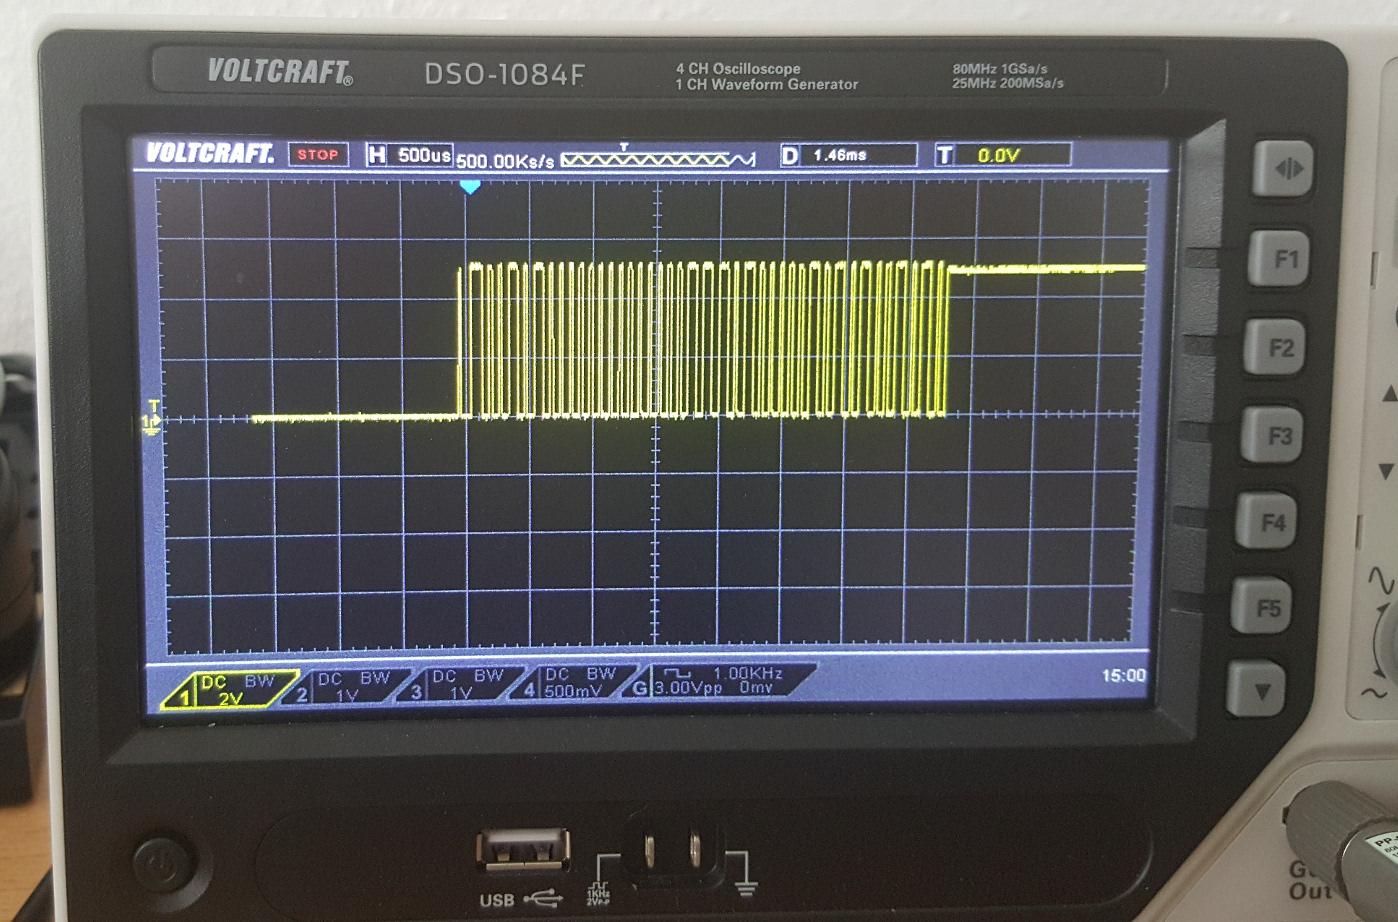 VOLTCRAFT® DSO-1084F 4 CH Oscilloscope 80MHz 1GSa/s
1 CH Waveform Generator 25MHz 200MSa/s
VOLTCRAFT. STOP H 500us 500.00Ks/s T D 1.46ms T 0.0V
F1
F2
F3
F4
F5
T
1
1 DC BW 2V
2 DC BW 1V
3 DC BW 1V
4 DC BW 500mV
G 1.00KHz 3.00Vpp 0mv
15:00
USB
1KHz
2Vp-p
Out